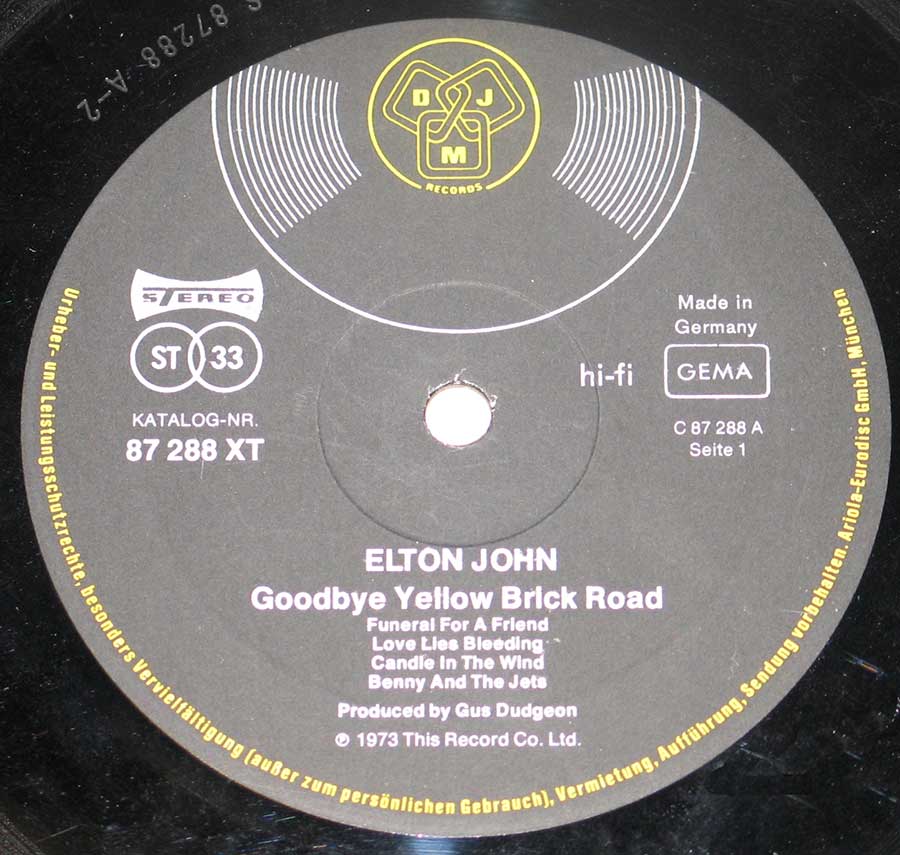 S 87288 A-2
D J
M
RECORDS
STEREO
ST 33
KATALOG-NR.
87 288 XT
Made in
Germany
hi-fi
GEMA
C 87 288 A
Seite 1
ELTON JOHN
Goodbye Yellow Brick Road
Funeral For A Friend
Love Lies Bleeding
Candle In The Wind
Benny And The Jets
Produced by Gus Dudgeon
℗ 1973 This Record Co. Ltd.
Urheber- und Leistungsschutzrechte, besonders Vervielfältigung (außer zum persönlichen Gebrauch), Vermietung, Aufführung, Sendung vorbehalten. Ariola-Eurodisc GmbH, München